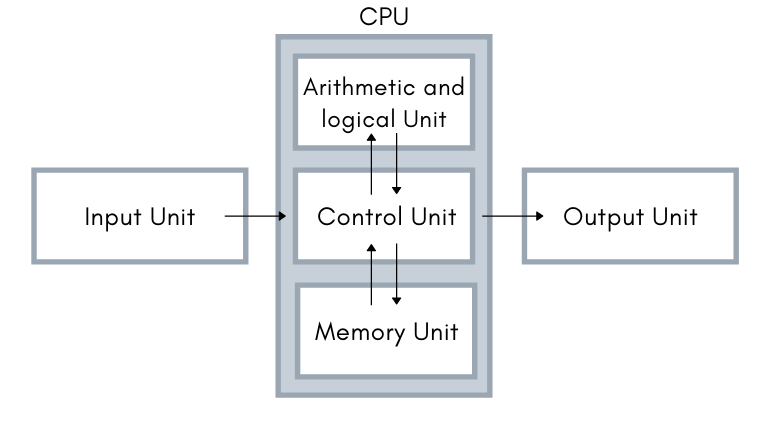 CPU
Arithmetic and
logical Unit
Input Unit
Control Unit
Output Unit
Memory Unit